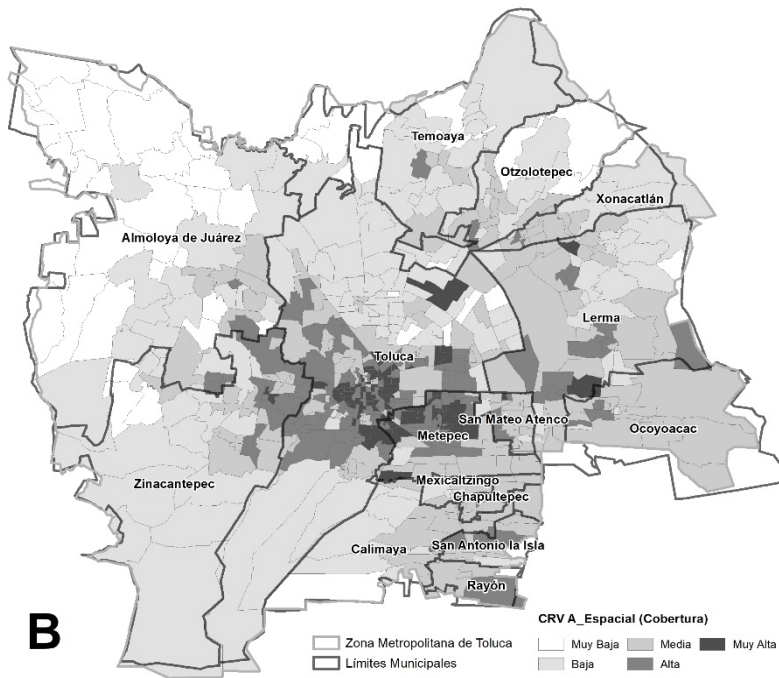 Temoaya
Otzolotepec
Xonacatlán
Almoloya de Juárez
Lerma
Toluca
San Mateo Atenco
Metepec
Ocoyoacac
Zinacantepec
Mexicaltzingo
Chapultepec
Calimaya
San Antonio la Isla
Rayón
B
Zona Metropolitana de Toluca
Límites Municipales
CRV A_Espacial (Cobertura)
Muy Baja Media Muy Alta
Baja Alta